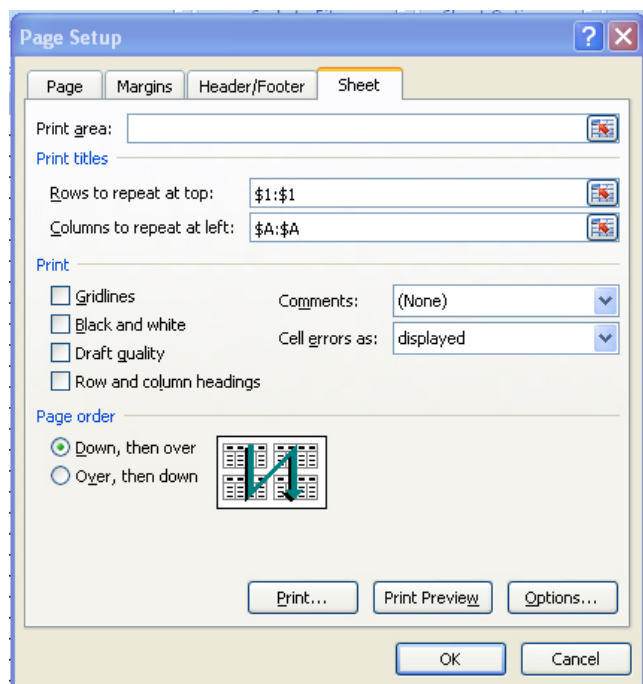 Page Setup
Page Margins Header/Footer Sheet
Print area:
Print titles
Rows to repeat at top: $1:$1
Columns to repeat at left: $A:$A
Print
Gridlines
Comments: (None)
Black and white
Cell errors as: displayed
Draft quality
Row and column headings
Page order
Down, then over
Over, then down
Print... Print Preview Options...
OK Cancel